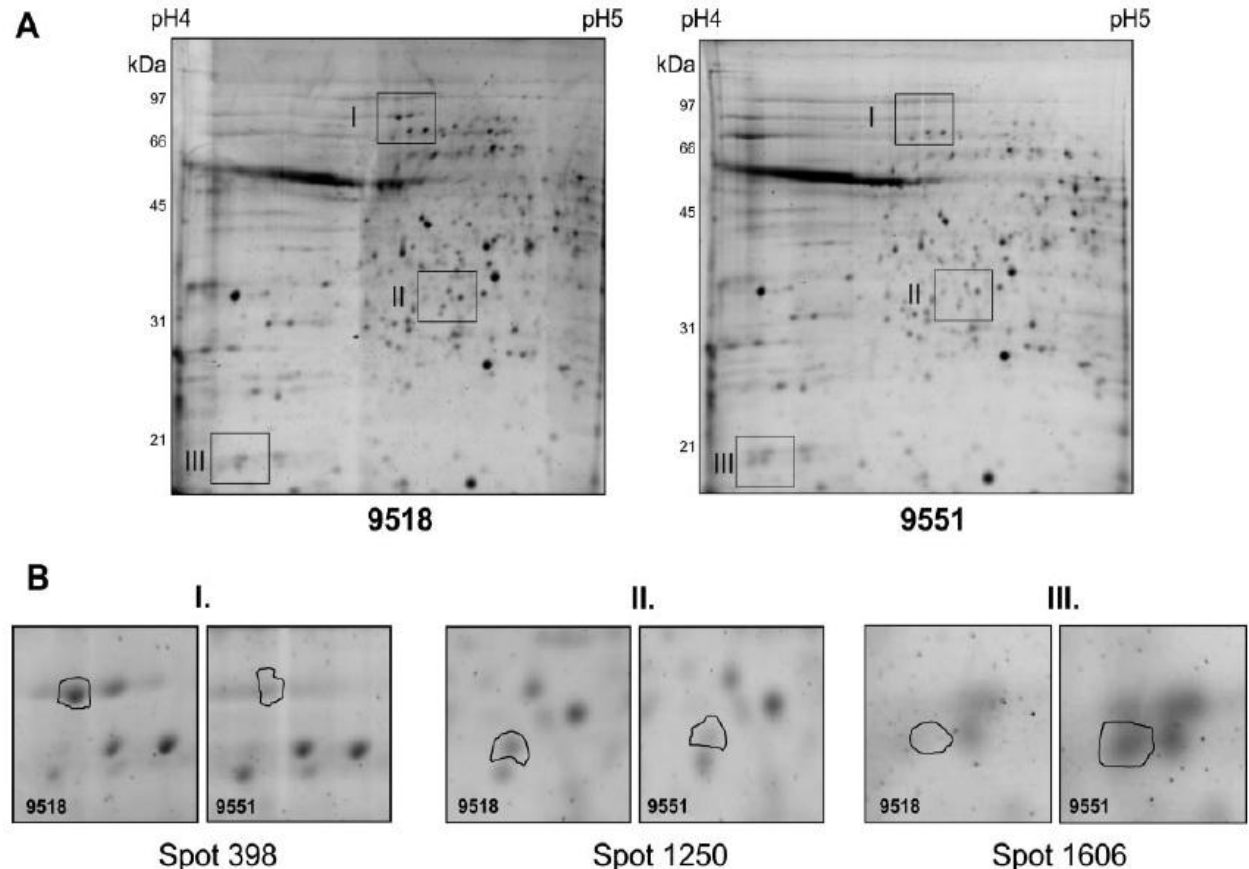 A
pH4 pH5 pH4 pH5
kDa kDa
97 97
I I
66 66
45 45
II II
31 31
21 21
III III
9518 9551
B
I. II. III.
9518 9551 9518 9551 9518 9551
Spot 398 Spot 1250 Spot 1606